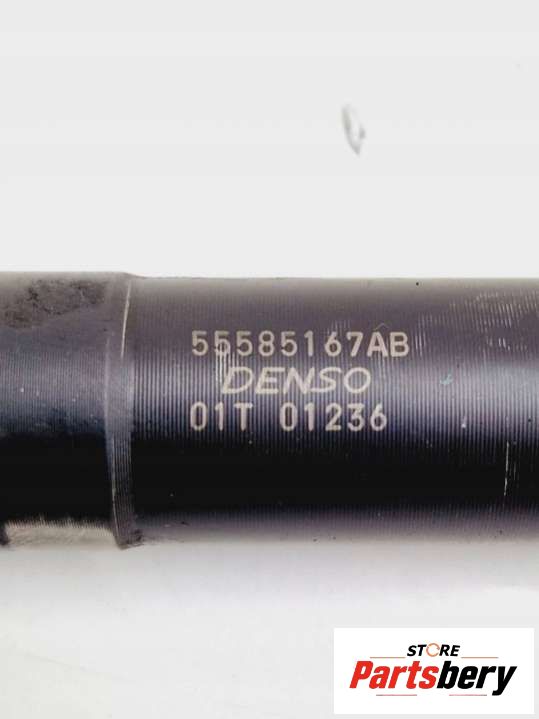 55585167AB
DENSO
01T 01236
STORE
Partsbery